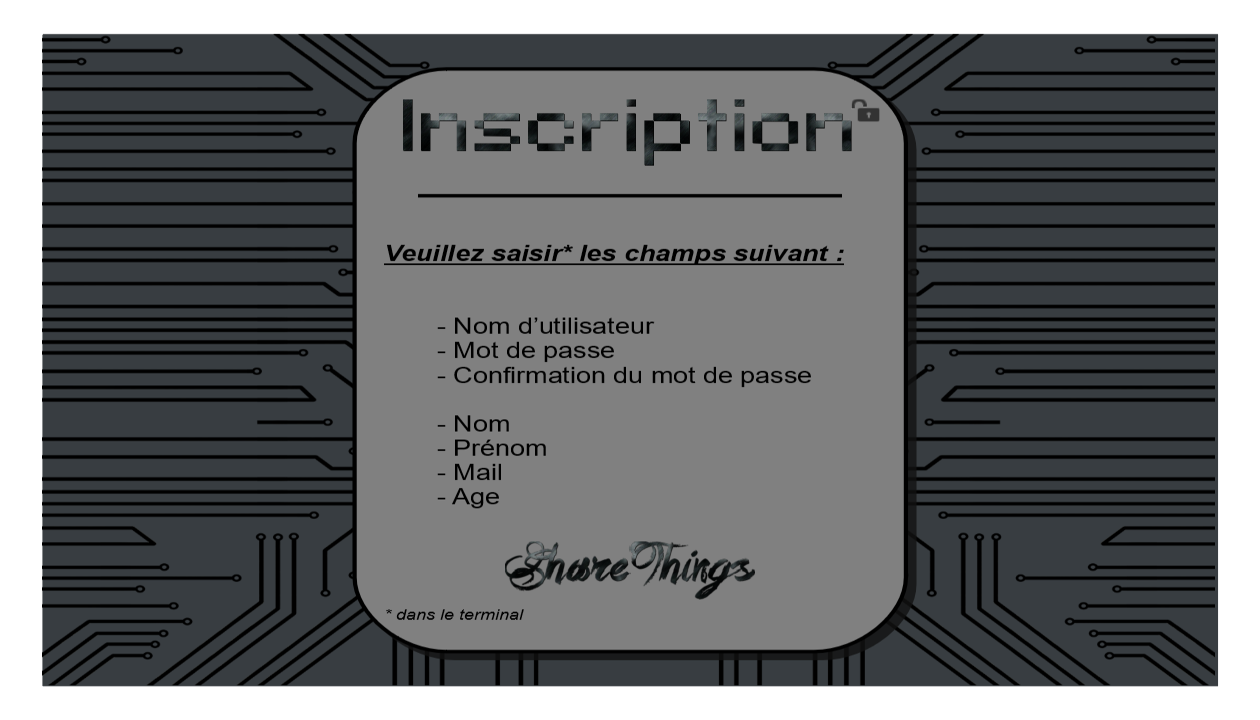 Inscription
Veuillez saisir* les champs suivant :
- Nom d’utilisateur
- Mot de passe
- Confirmation du mot de passe
- Nom
- Prénom
- Mail
- Age
ShareThings
* dans le terminal